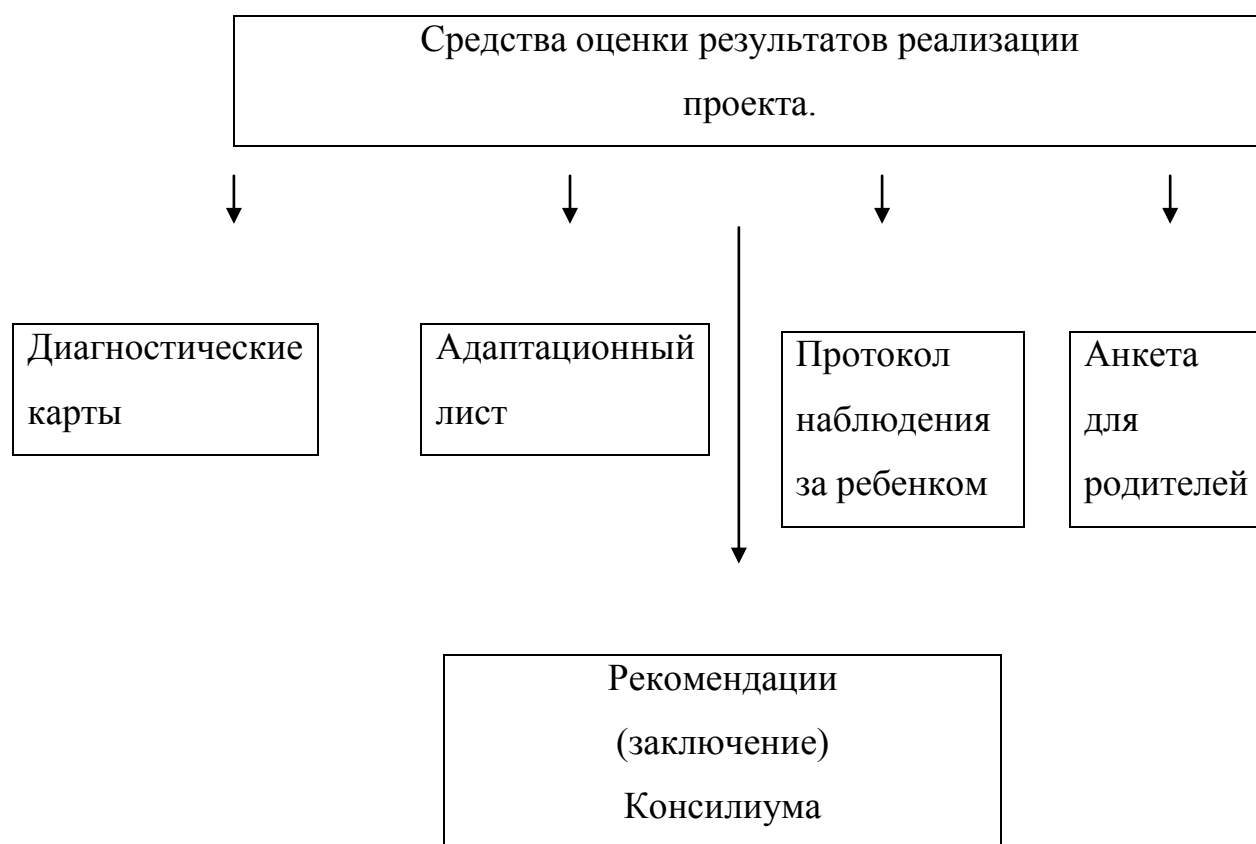 Средства оценки результатов реализации
проекта.
Диагностические
карты
Адаптационный
лист
Протокол
наблюдения
за ребенком
Анкета
для
родителей
Рекомендации
(заключение)
Консилиума